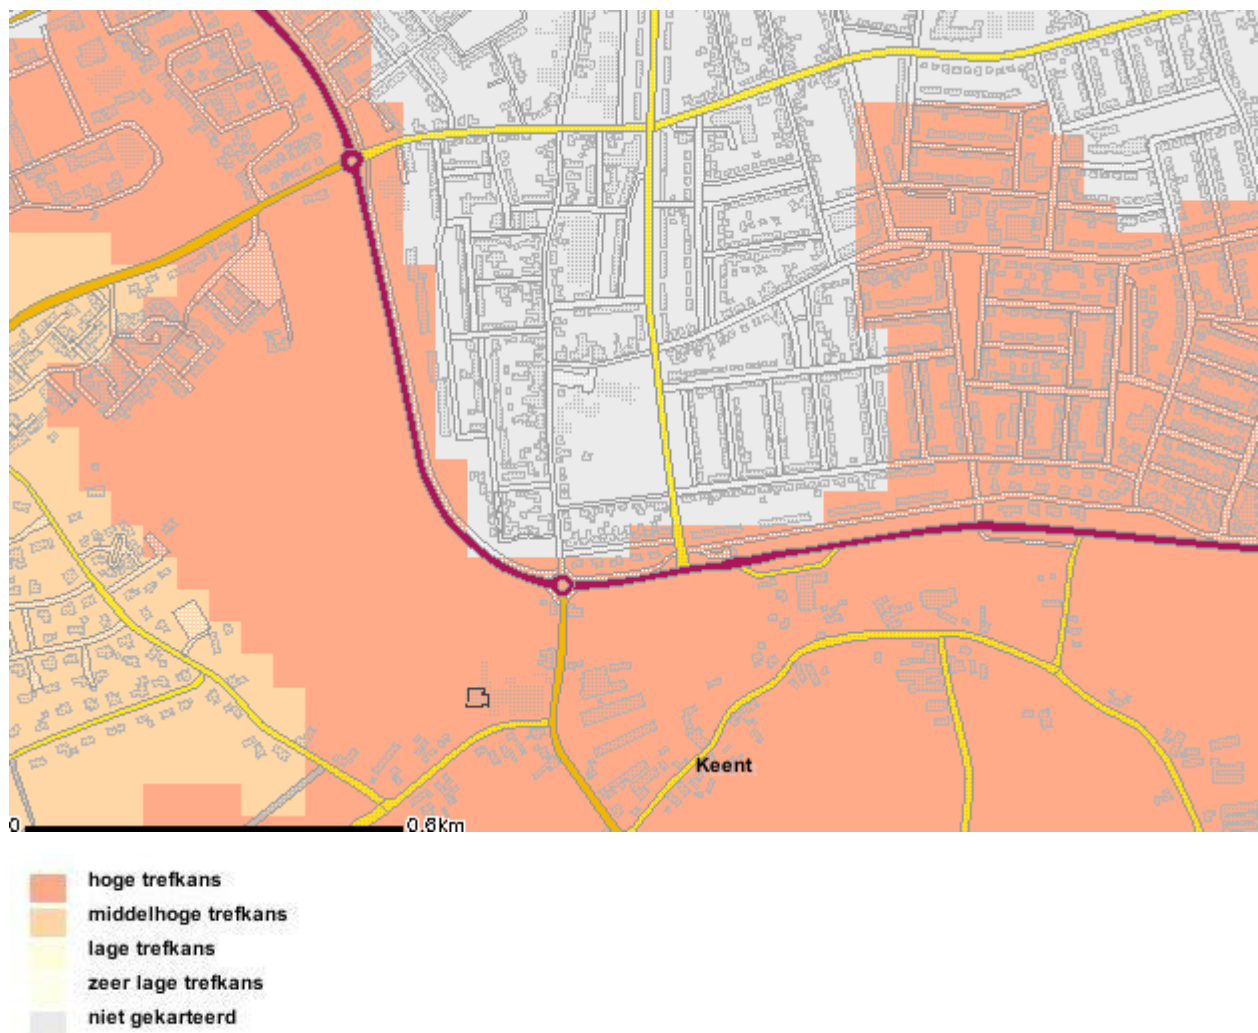 Keent
0 0.6km
hoge trefkans
middelhoge trefkans
lage trefkans
zeer lage trefkans
niet gekarteerd